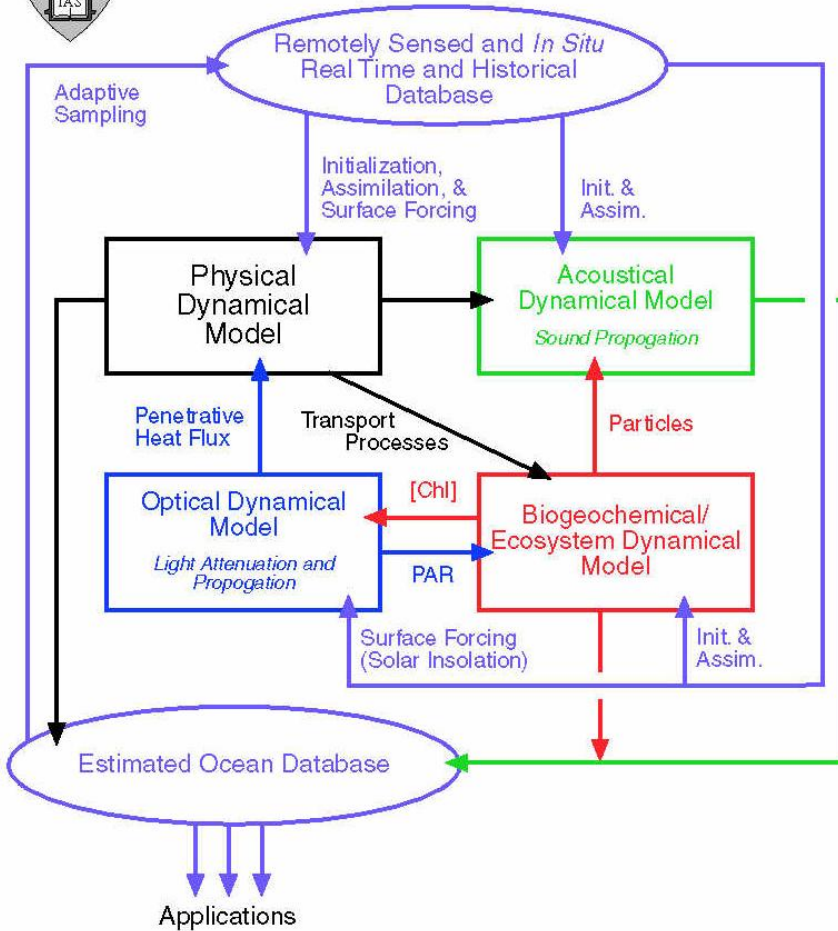 IAS
Remotely Sensed and In Situ
Real Time and Historical
Database
Adaptive
Sampling
Initialization,
Assimilation, &
Surface Forcing
Init. &
Assim.
Physical
Dynamical
Model
Acoustical
Dynamical Model
Sound Propogation
Penetrative
Heat Flux
Transport
Processes
Particles
Optical Dynamical
Model
Light Attenuation and
Propogation
[Chl]
PAR
Biogeochemical/
Ecosystem Dynamical
Model
Surface Forcing
(Solar Insolation)
Init. &
Assim.
Estimated Ocean Database
Applications